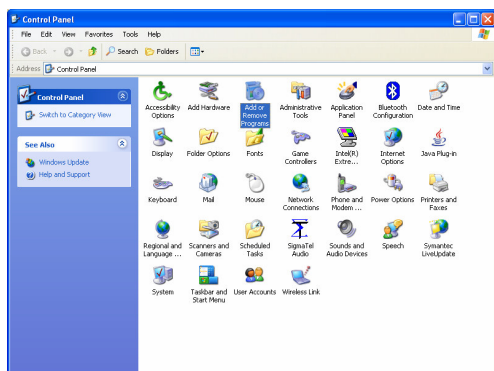 Control Panel
File Edit View Favorites Tools Help
Back Search Folders
Address Control Panel
Control Panel
Switch to Category View
See Also
Windows Update
Help and Support
Accessibility Options
Add Hardware
Add or Remove Programs
Administrative Tools
Application Panel
Bluetooth Configuration
Date and Time
Display
Folder Options
Fonts
Game Controllers
Intel(R) Extre...
Internet Options
Java Plug-in
Keyboard
Mail
Mouse
Network Connections
Phone and Modem ...
Power Options
Printers and Faxes
Regional and Language ...
Scanners and Cameras
Scheduled Tasks
SigmaTel Audio
Sounds and Audio Devices
Speech
Symantec LiveUpdate
System
Taskbar and Start Menu
User Accounts
Wireless Link